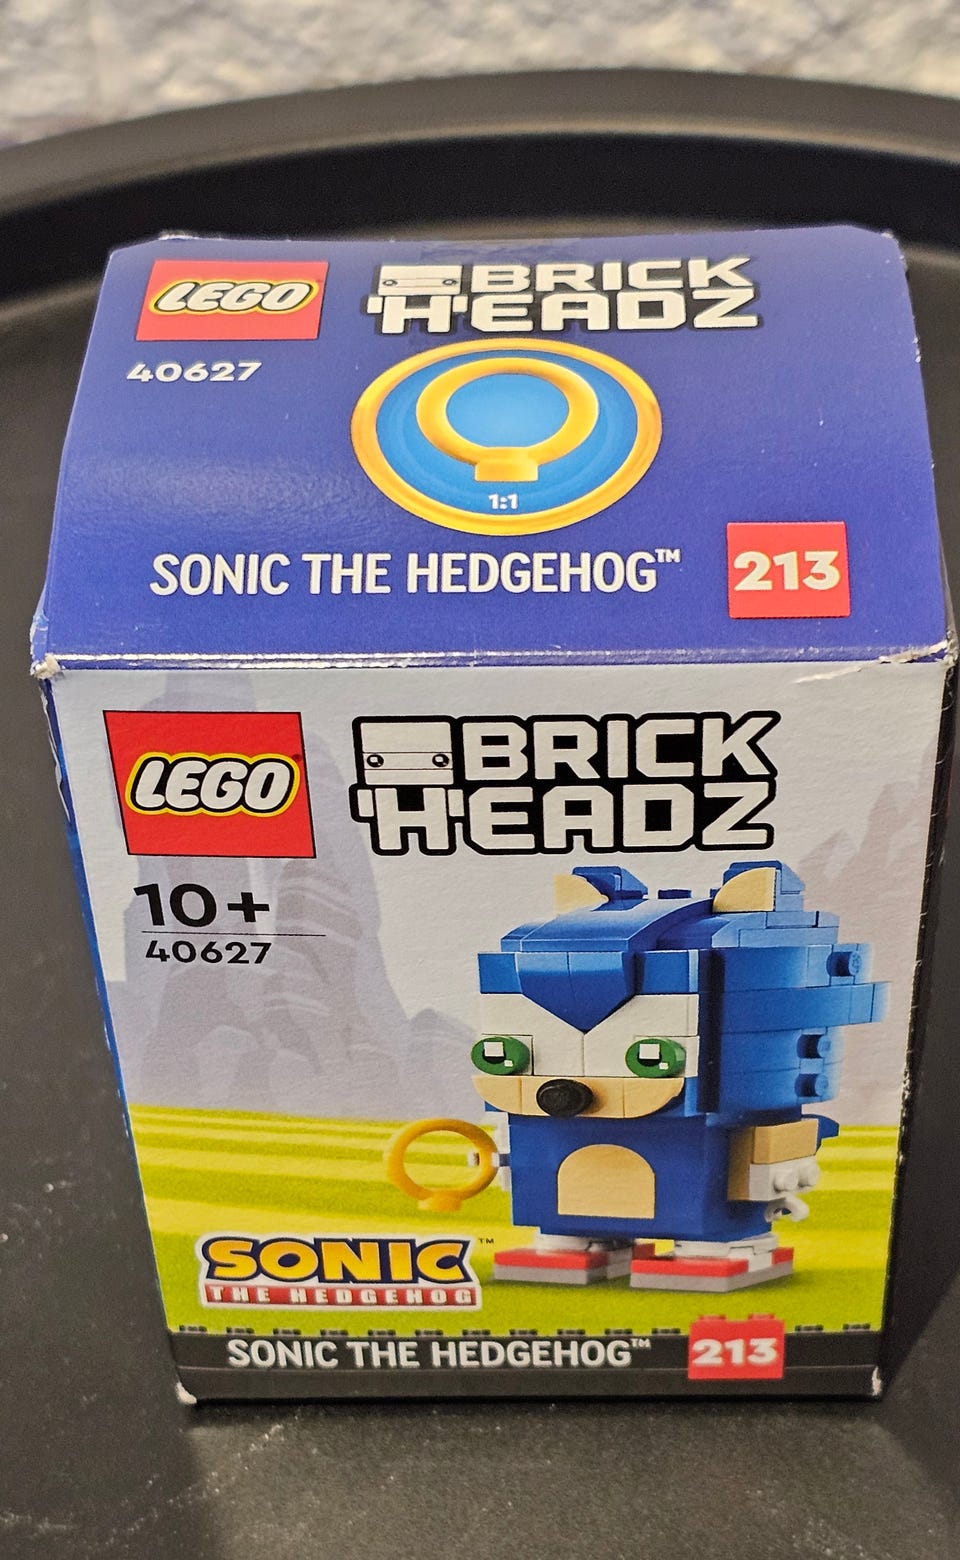 LEGO
BRICK
HEADZ
40627
1:1
SONIC THE HEDGEHOG™
213
LEGO
BRICK
HEADZ
10+
40627
SONIC™
THE HEDGEHOG
SONIC THE HEDGEHOG™
213